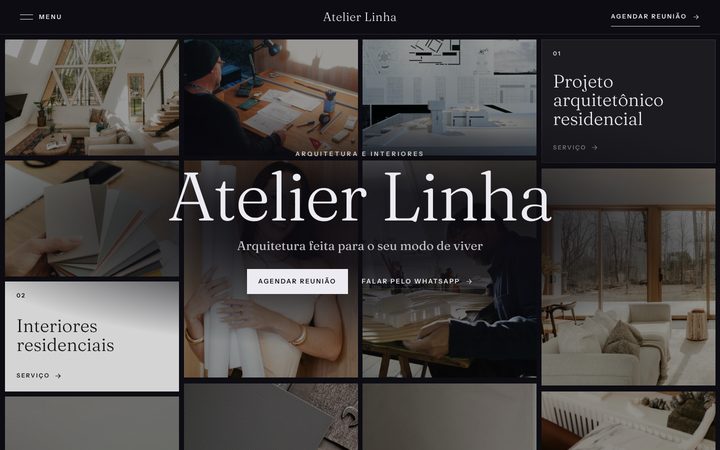 MENU
Atelier Linha
AGENDAR REUNIÃO →
01
Projeto
arquitetônico
residencial
SERVIÇO →
ARQUITETURA E INTERIORES
Atelier Linha
Arquitetura feita para o seu modo de viver
AGENDAR REUNIÃO
FALAR PELO WHATSAPP →
02
Interiores
residenciais
SERVIÇO →